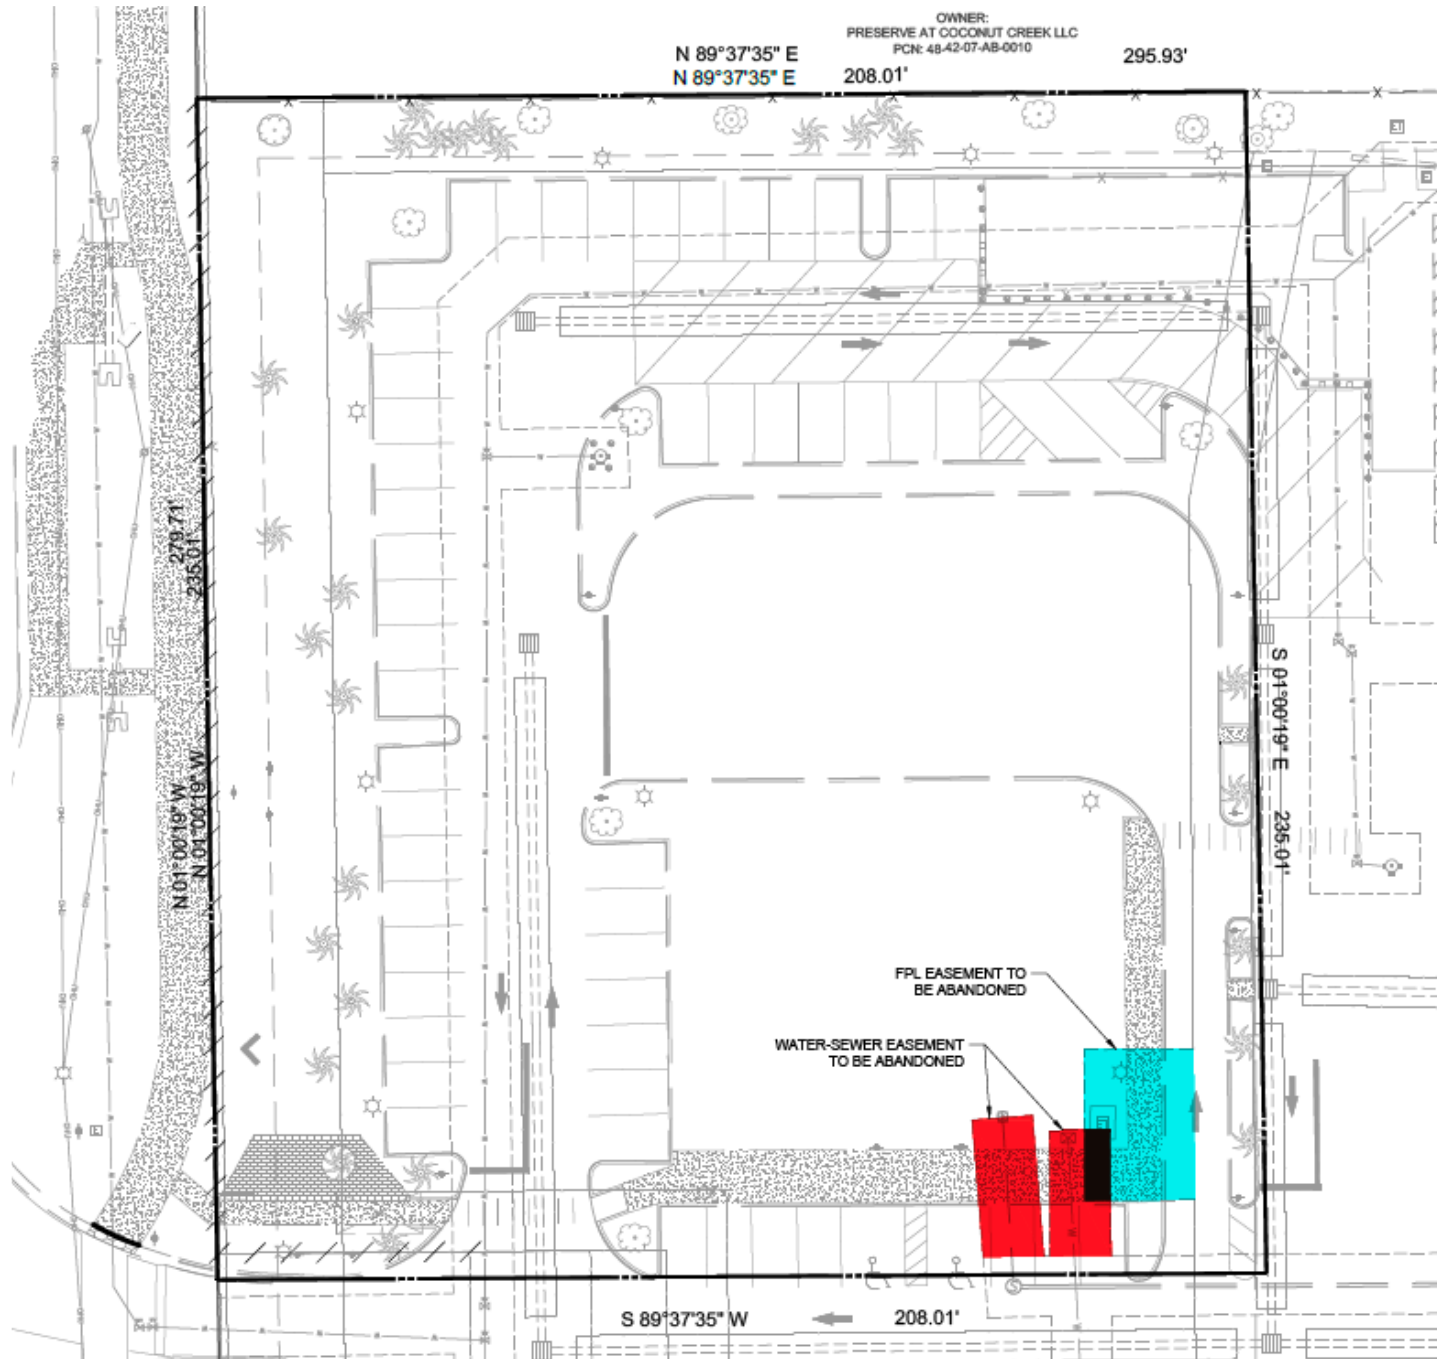 OWNER:
PRESERVE AT COCONUT CREEK LLC
PCN: 48-42-07-AB-0010
N 89°37'35" E
295.93'
N 89°37'35" E
208.01'
279.71'
235.01'
N 01°00'19" W
N 01°00'19" W
S 01°00'19" E
235.01'
FPL EASEMENT TO
BE ABANDONED
WATER-SEWER EASEMENT
TO BE ABANDONED
S 89°37'35" W
208.01'